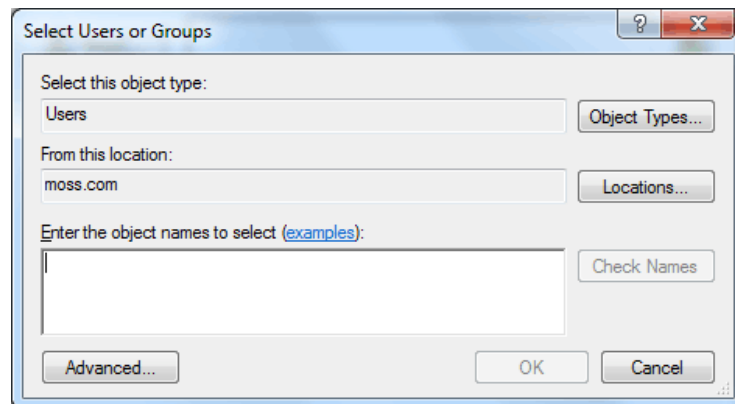 Select Users or Groups
Select this object type:
Users
Object Types...
From this location:
moss.com
Locations...
Enter the object names to select (examples):
Check Names
Advanced...
OK
Cancel